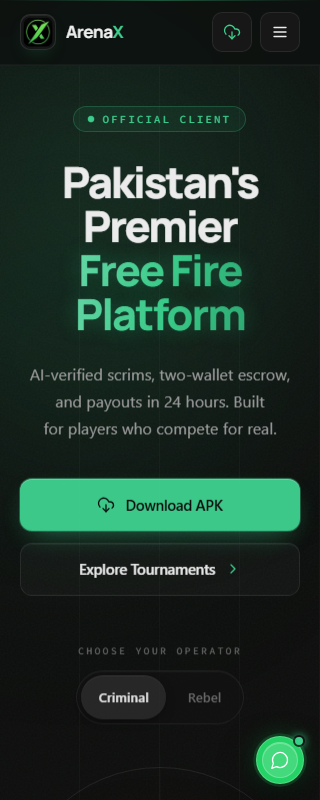 ArenaX
OFFICIAL CLIENT
Pakistan's
Premier
Free Fire
Platform
AI-verified scrims, two-wallet escrow,
and payouts in 24 hours. Built
for players who compete for real.
Download APK
Explore Tournaments
CHOOSE YOUR OPERATOR
Criminal
Rebel